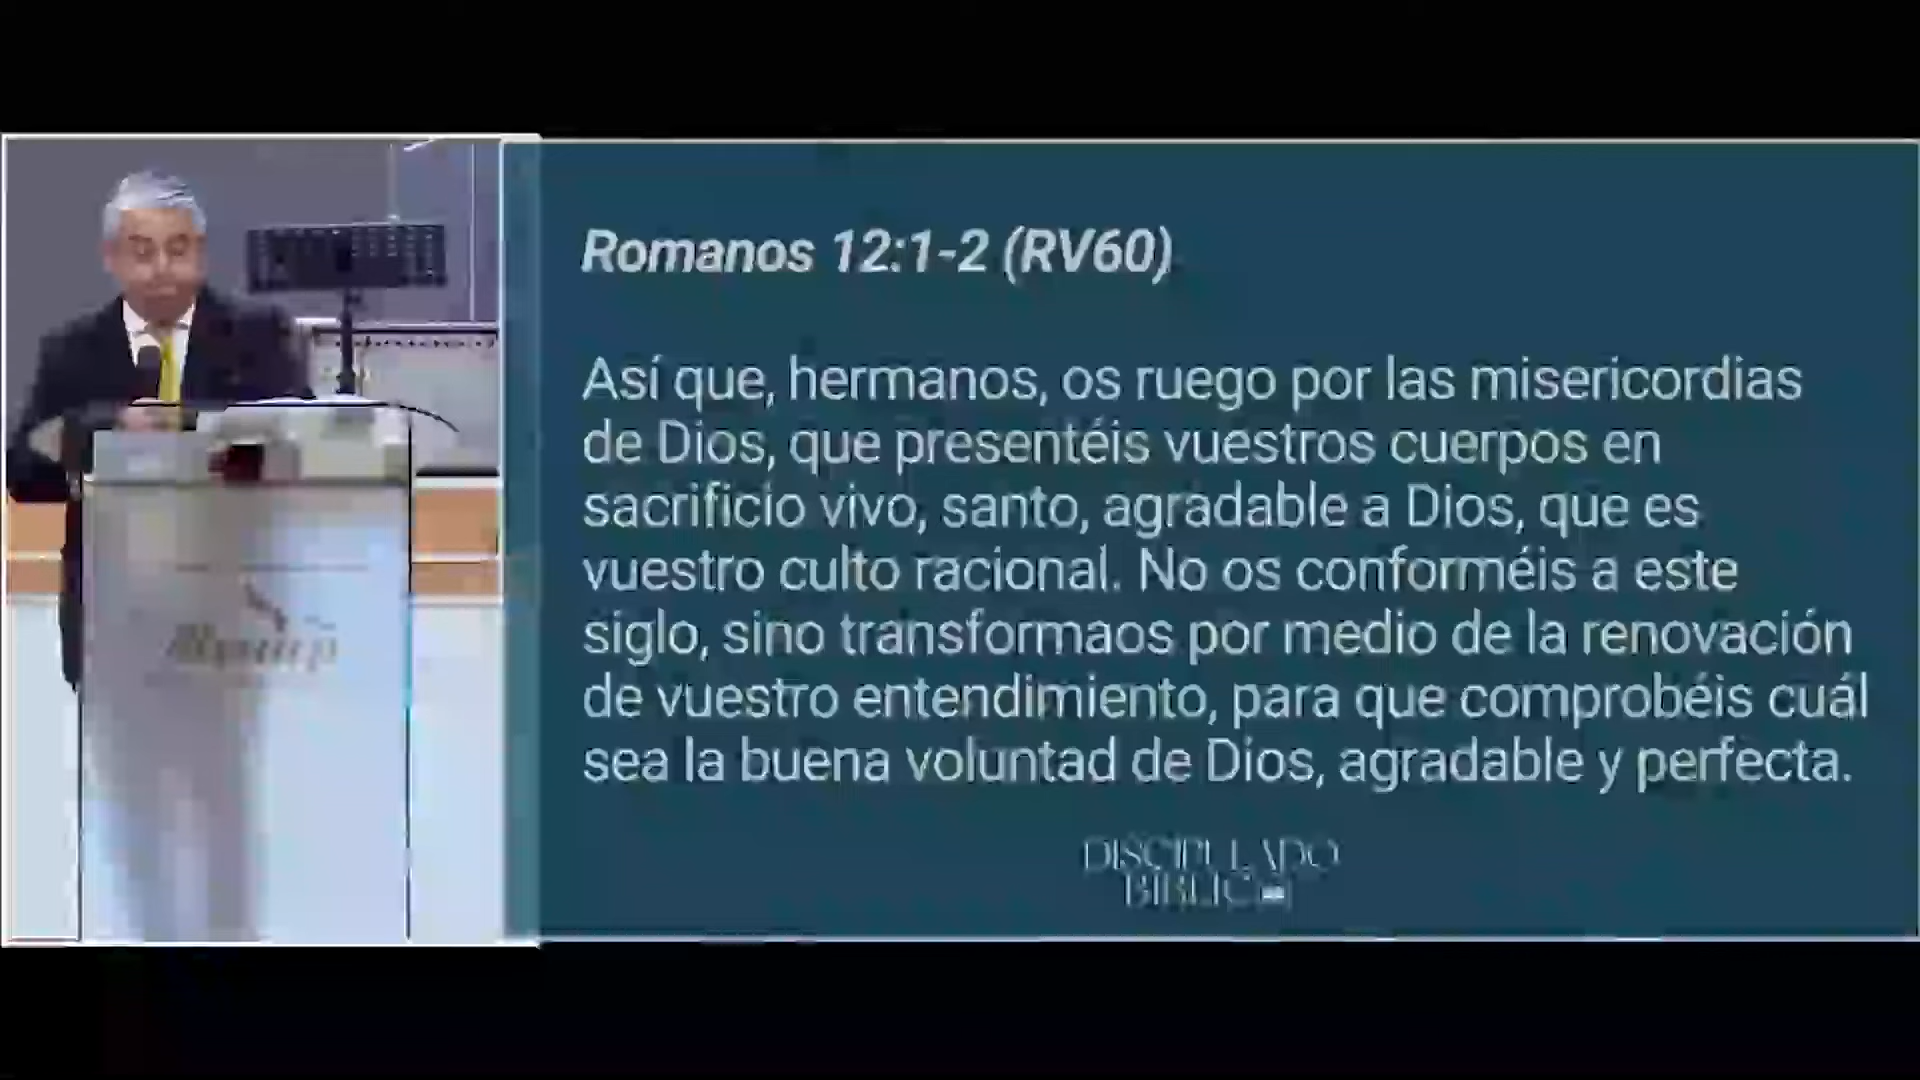 Romanos 12:1-2 (RV60)
Así que, hermanos, os ruego por las misericordias
de Dios, que presentéis vuestros cuerpos en
sacrificio vivo, santo, agradable a Dios, que es
vuestro culto racional. No os conforméis a este
siglo, sino transformaos por medio de la renovación
de vuestro entendimiento, para que comprobéis cuál
sea la buena voluntad de Dios, agradable y perfecta.
DISCIPULADO
BÍBLICO